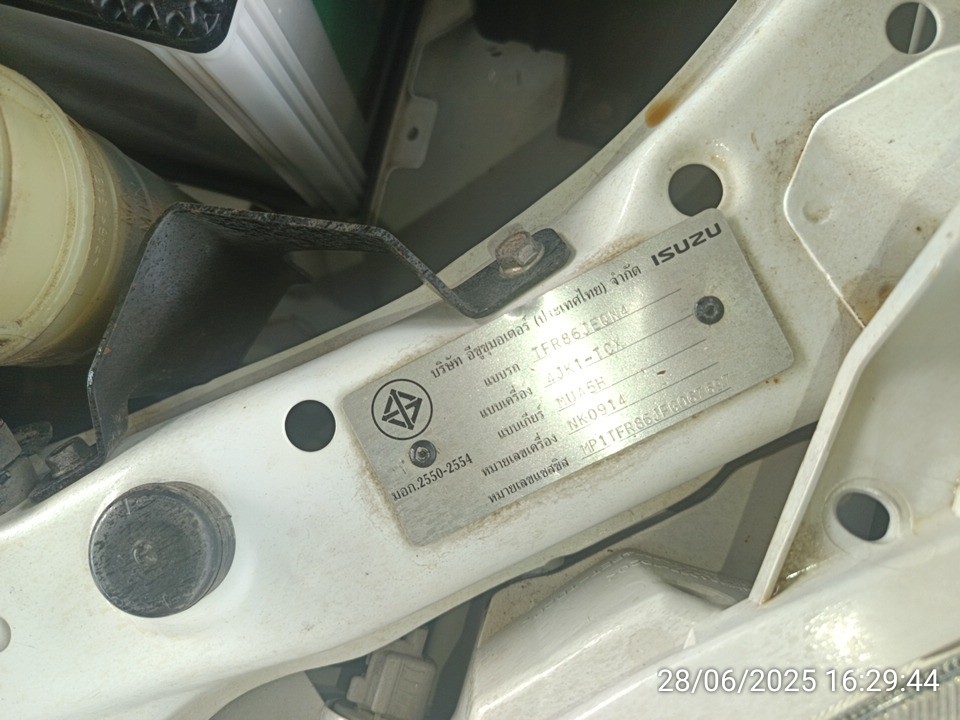 บริษัท อีซูซุมอเตอร์ (ประเทศไทย) จำกัด ISUZU
แบบรถ TFR86JEQN4
แบบเครื่อง 4JK1-TCX
แบบเกียร์ MUA5H
หมายเลขเครื่อง NK0914
หมายเลขแชสซิส
มอก.2550-2554
28/06/2025 16:29:44